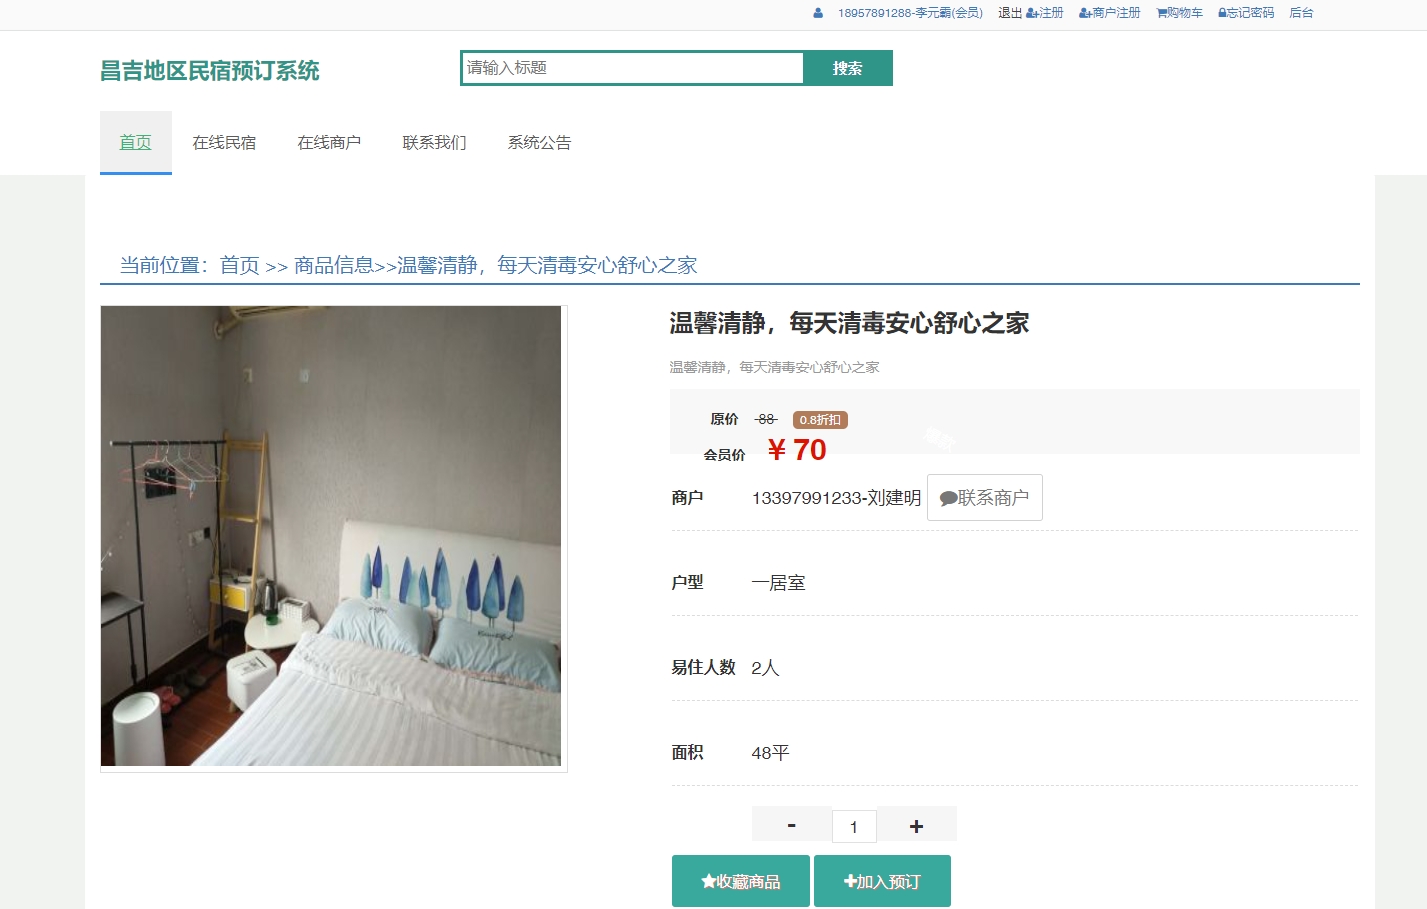 18957891288-李元霸(会员) 退出 注册 商户注册 购物车 忘记密码 后台
昌吉地区民宿预订系统
请输入标题 搜索
首页 在线民宿 在线商户 联系我们 系统公告
当前位置：首页 >> 商品信息>>温馨清静，每天清毒安心舒心之家
温馨清静，每天清毒安心舒心之家
温馨清静，每天清毒安心舒心之家
原价 88 0.8折扣
会员价 ¥ 70
商户 13397991233-刘建明 联系商户
户型 一居室
易住人数 2人
面积 48平
- 1 +
收藏商品 加入预订
Beautiful